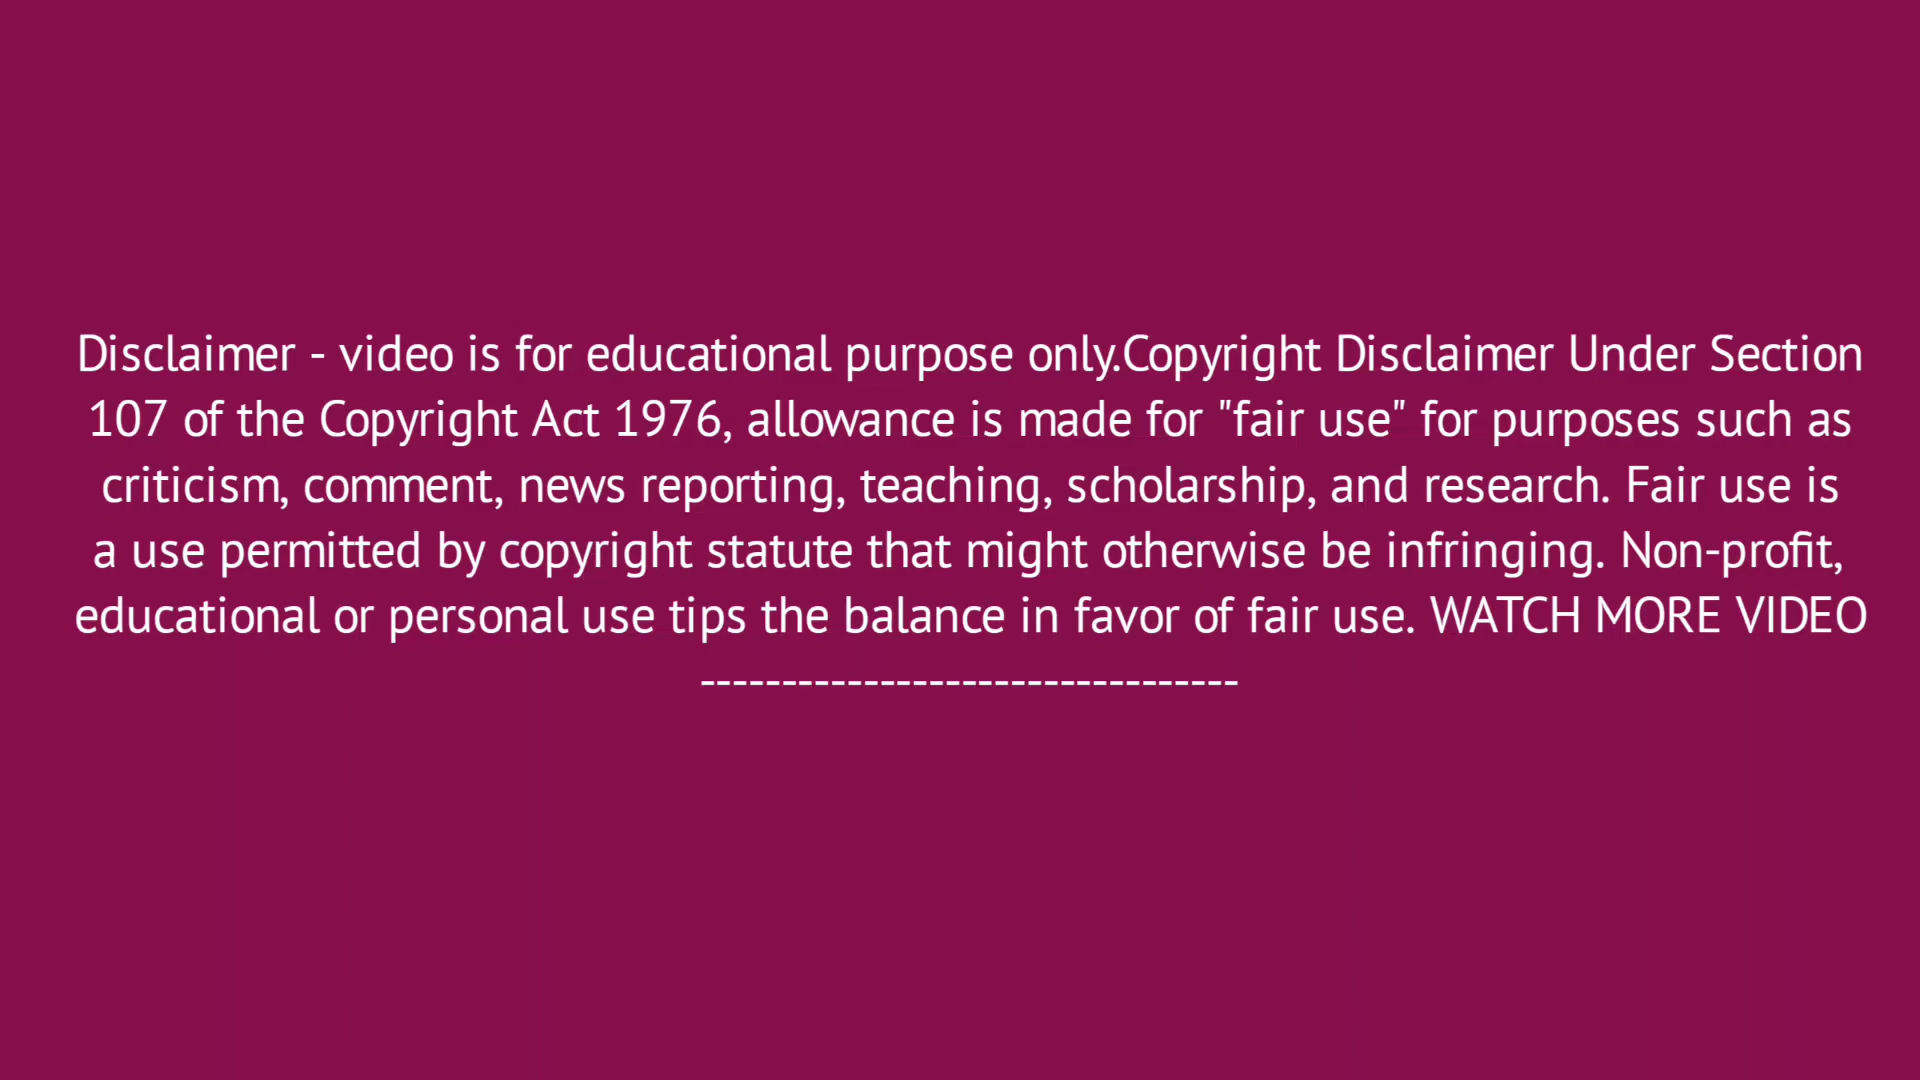 Disclaimer - video is for educational purpose only.Copyright Disclaimer Under Section
107 of the Copyright Act 1976, allowance is made for "fair use" for purposes such as
criticism, comment, news reporting, teaching, scholarship, and research. Fair use is
a use permitted by copyright statute that might otherwise be infringing. Non-profit,
educational or personal use tips the balance in favor of fair use. WATCH MORE VIDEO
---------------------------------